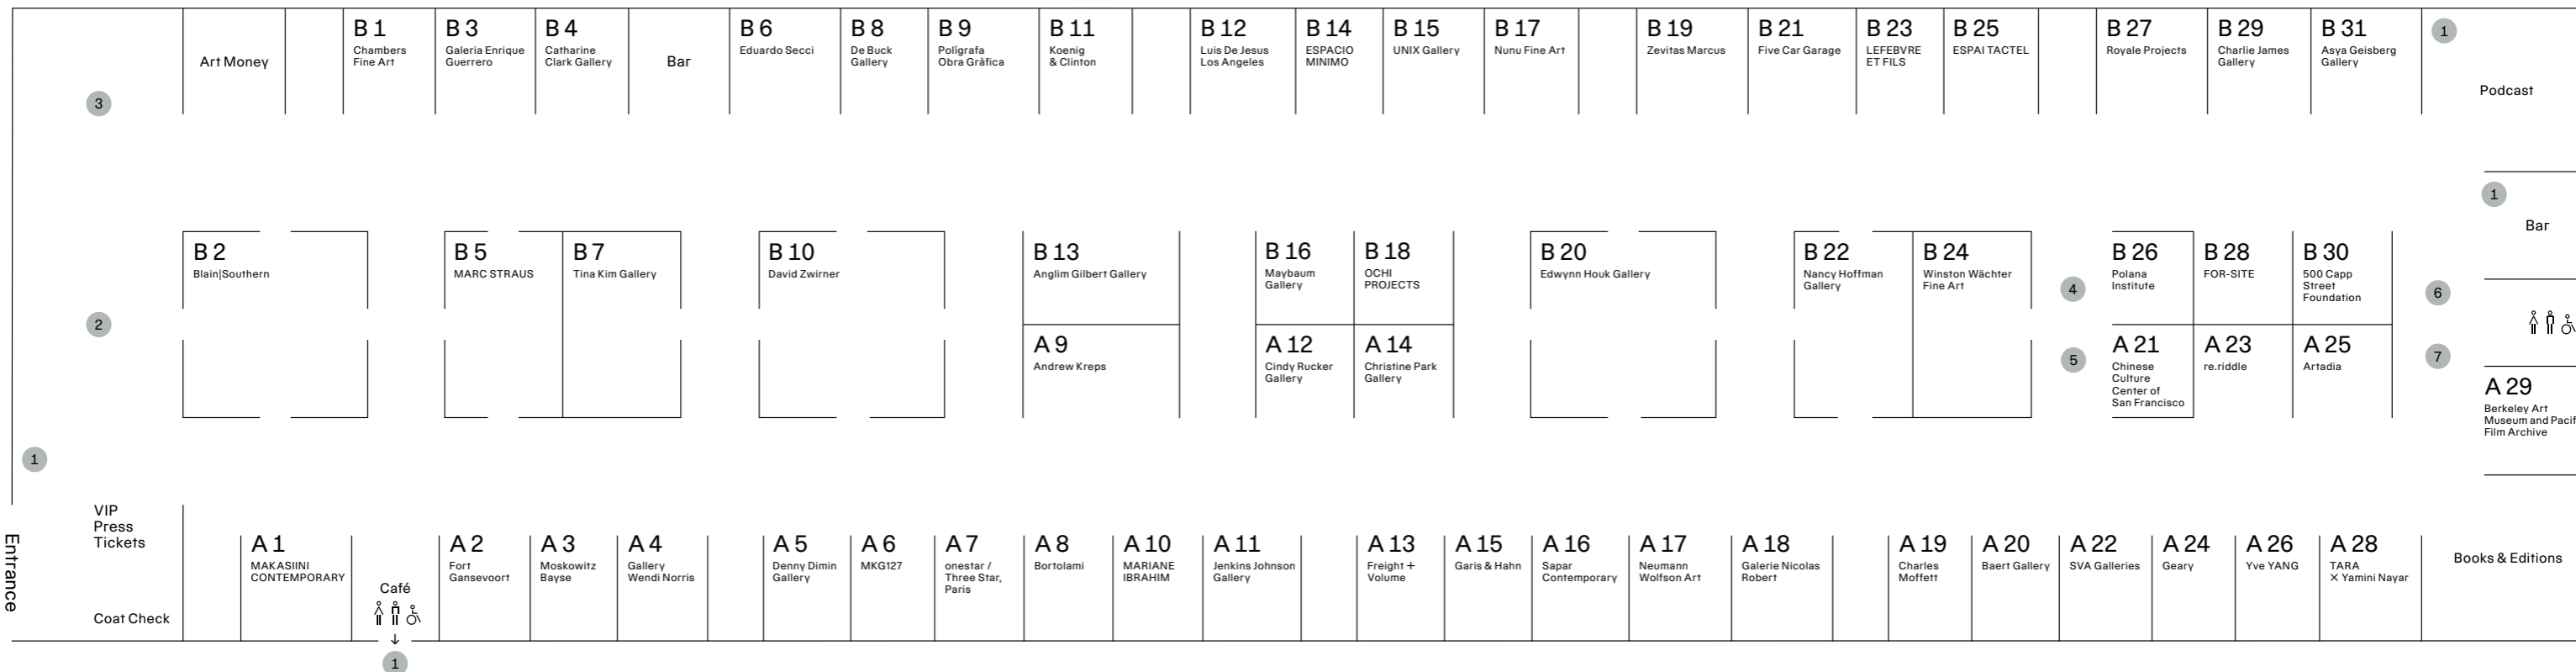 Art Money
B 1
Chambers
Fine Art
B 3
Galeria Enrique
Guerrero
B 4
Catharine
Clark Gallery
Bar
B 6
Eduardo Secci
B 8
De Buck
Gallery
B 9
Polígrafa
Obra Gràfica
B 11
Koenig
& Clinton
B 12
Luis De Jesus
Los Angeles
B 14
ESPACIO
MINIMO
B 15
UNIX Gallery
B 17
Nunu Fine Art
B 19
Zevitas Marcus
B 21
Five Car Garage
B 23
LEFEBVRE
ET FILS
B 25
ESPAI TACTEL
B 27
Royale Projects
B 29
Charlie James
Gallery
B 31
Asya Geisberg
Gallery
1
Podcast
3
1
Bar
B 2
Blain|Southern
B 5
MARC STRAUS
B 7
Tina Kim Gallery
B 10
David Zwirner
B 13
Anglim Gilbert Gallery
B 16
Maybaum
Gallery
B 18
OCHI
PROJECTS
B 20
Edwynn Houk Gallery
B 22
Nancy Hoffman
Gallery
B 24
Winston Wächter
Fine Art
4
B 26
Polana
Institute
B 28
FOR-SITE
B 30
500 Capp
Street
Foundation
6
2
A 9
Andrew Kreps
A 12
Cindy Rucker
Gallery
A 14
Christine Park
Gallery
5
A 21
Chinese
Culture
Center of
San Francisco
A 23
re.riddle
A 25
Artadia
7
A 29
Berkeley Art
Museum and Pacif
Film Archive
1
Entrance
VIP
Press
Tickets
Coat Check
A 1
MAKASIINI
CONTEMPORARY
Café
↓
1
A 2
Fort
Gansevoort
A 3
Moskowitz
Bayse
A 4
Gallery
Wendi Norris
A 5
Denny Dimin
Gallery
A 6
MKG127
A 7
onestar /
Three Star,
Paris
A 8
Bortolami
A 10
MARIANE
IBRAHIM
A 11
Jenkins Johnson
Gallery
A 13
Freight +
Volume
A 15
Garis & Hahn
A 16
Sapar
Contemporary
A 17
Neumann
Wolfson Art
A 18
Galerie Nicolas
Robert
A 19
Charles
Moffett
A 20
Baert Gallery
A 22
SVA Galleries
A 24
Geary
A 26
Yve YANG
A 28
TARA
× Yamini Nayar
Books & Editions